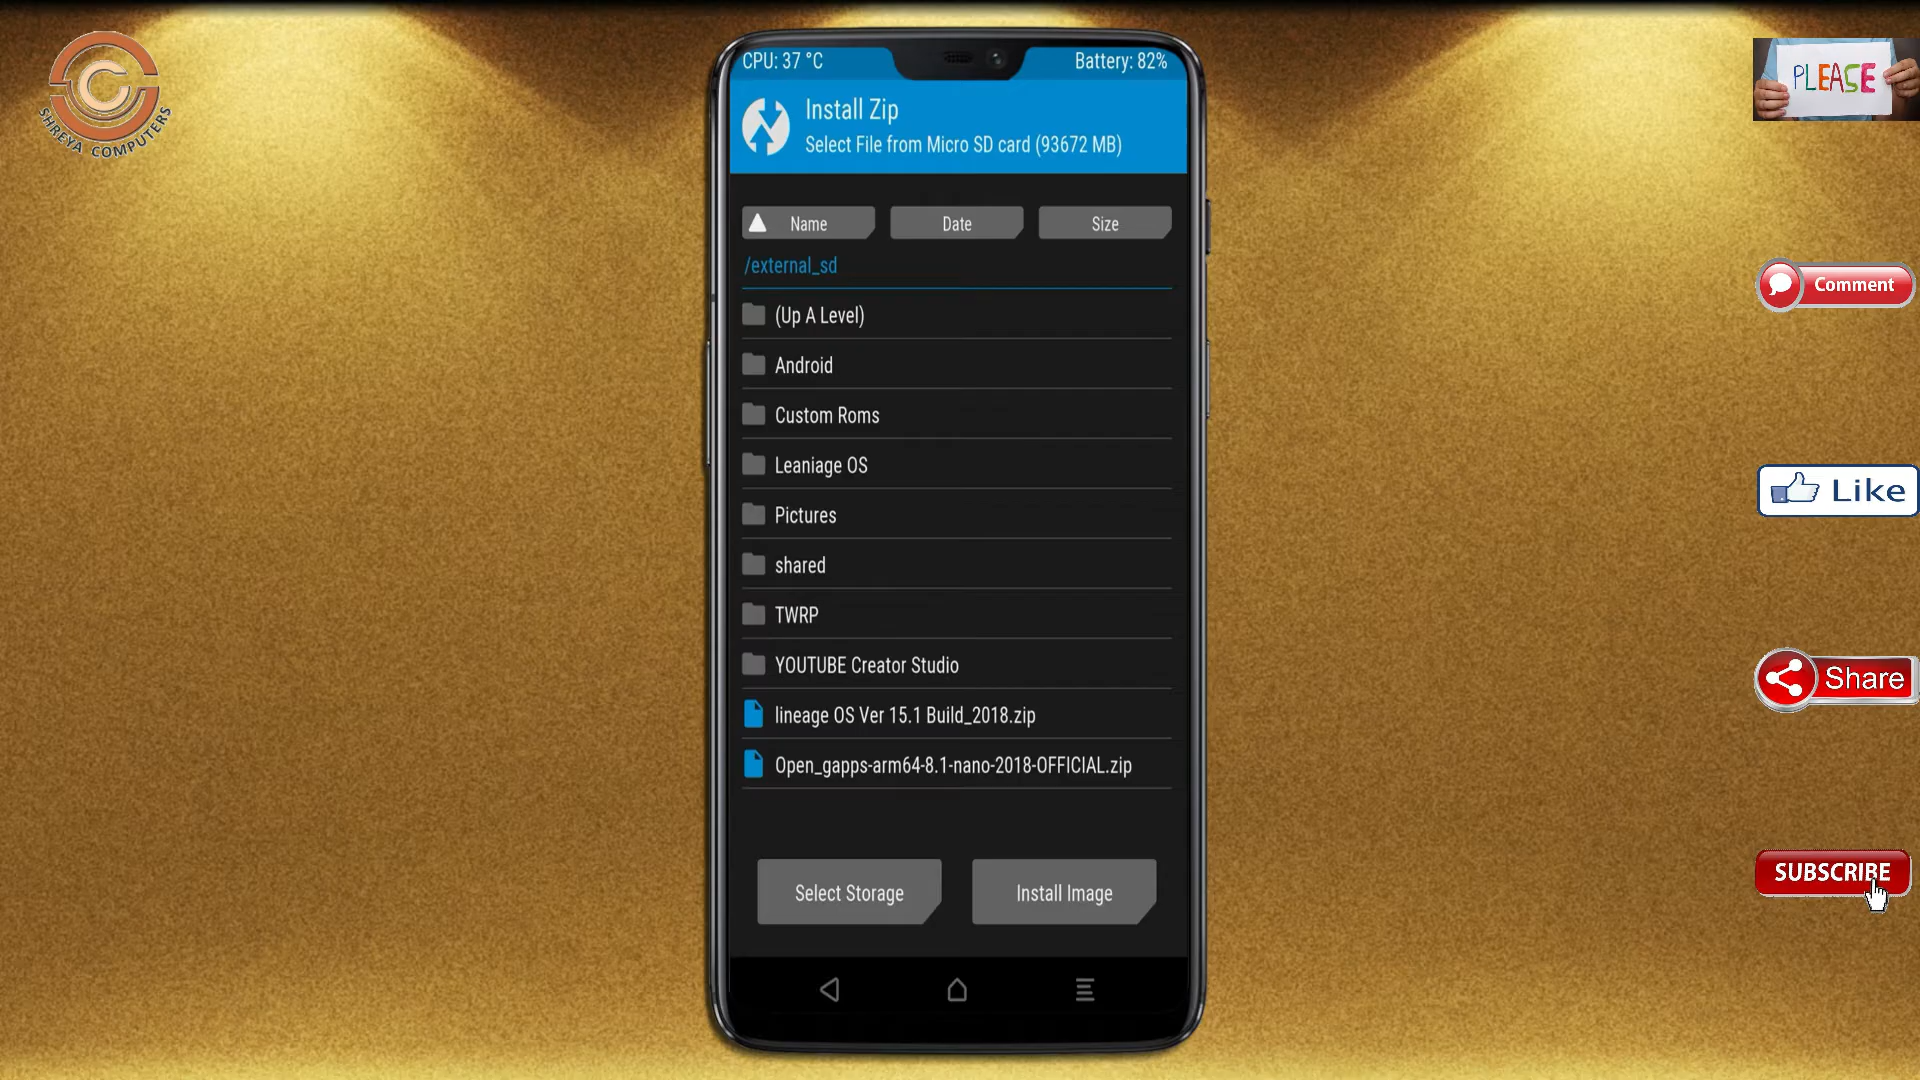 SHREYA COMPUTERS
CPU: 37 °C
Battery: 82%
Install Zip
Select File from Micro SD card (93672 MB)
Name
Date
Size
/external_sd
(Up A Level)
Android
Custom Roms
Leaniage OS
Pictures
shared
TWRP
YOUTUBE Creator Studio
lineage OS Ver 15.1 Build_2018.zip
Open_gapps-arm64-8.1-nano-2018-OFFICIAL.zip
Select Storage
Install Image
PLEASE
Comment
Like
Share
SUBSCRIBE